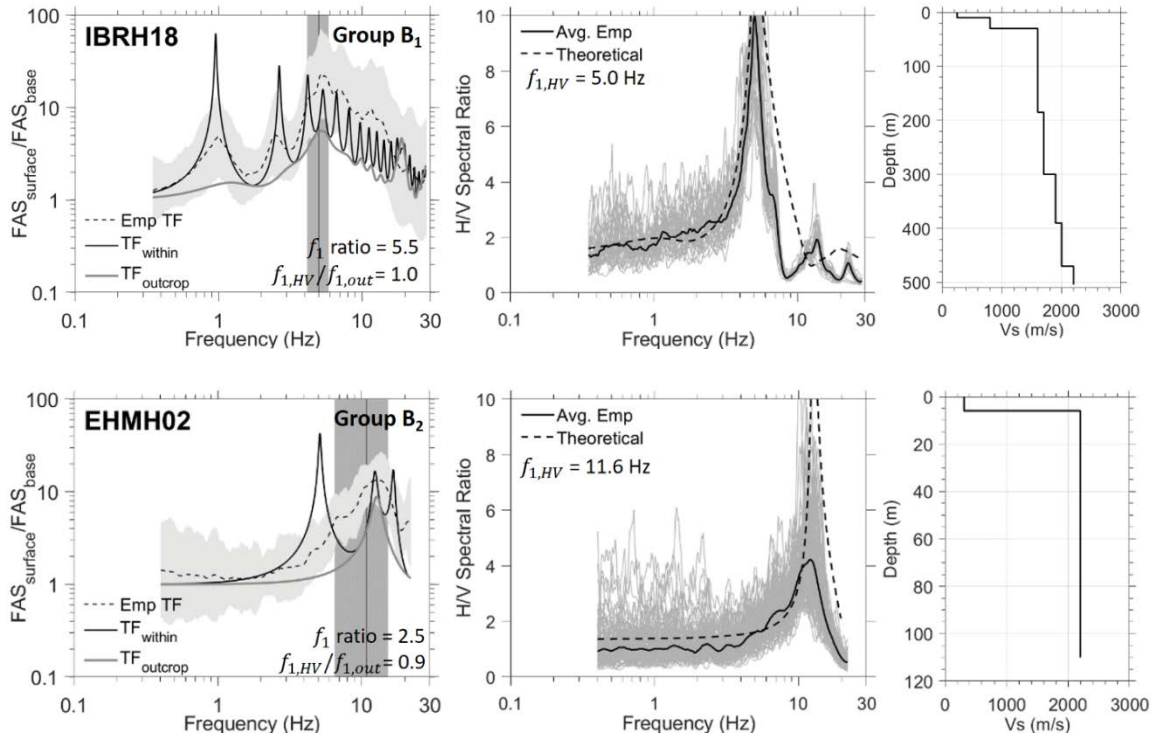 IBRH18
Group B1
FASsurface/FASbase
100
10
1
0.1
Emp TF
TFwithin
TFoutcrop
f1 ratio = 5.5
f1,HV/f1,out = 1.0
0.1 1 10 30
Frequency (Hz)
H/V Spectral Ratio
10
8
6
4
2
0
Avg. Emp
Theoretical
f1,HV = 5.0 Hz
0.1 1 10 30
Frequency (Hz)
Depth (m)
0
100
200
300
400
500
0 1000 2000 3000
Vs (m/s)
EHMH02
Group B2
FASsurface/FASbase
100
10
1
0.1
Emp TF
TFwithin
TFoutcrop
f1 ratio = 2.5
f1,HV/f1,out = 0.9
0.1 1 10 30
Frequency (Hz)
H/V Spectral Ratio
10
8
6
4
2
0
Avg. Emp
Theoretical
f1,HV = 11.6 Hz
0.1 1 10 30
Frequency (Hz)
Depth (m)
0
20
40
60
80
100
120
0 1000 2000 3000
Vs (m/s)